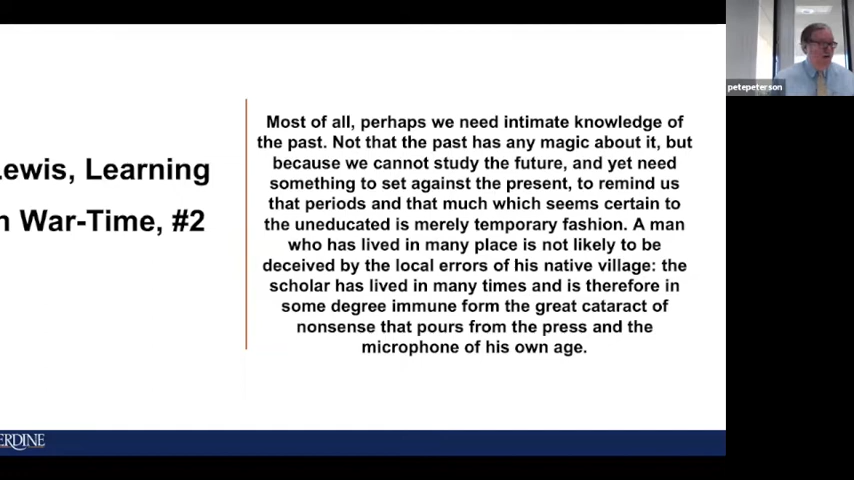 petepeterson
Lewis, Learning
n War-Time, #2
Most of all, perhaps we need intimate knowledge of
the past. Not that the past has any magic about it, but
because we cannot study the future, and yet need
something to set against the present, to remind us
that periods and that much which seems certain to
the uneducated is merely temporary fashion. A man
who has lived in many place is not likely to be
deceived by the local errors of his native village: the
scholar has lived in many times and is therefore in
some degree immune form the great cataract of
nonsense that pours from the press and the
microphone of his own age.
ERDINE